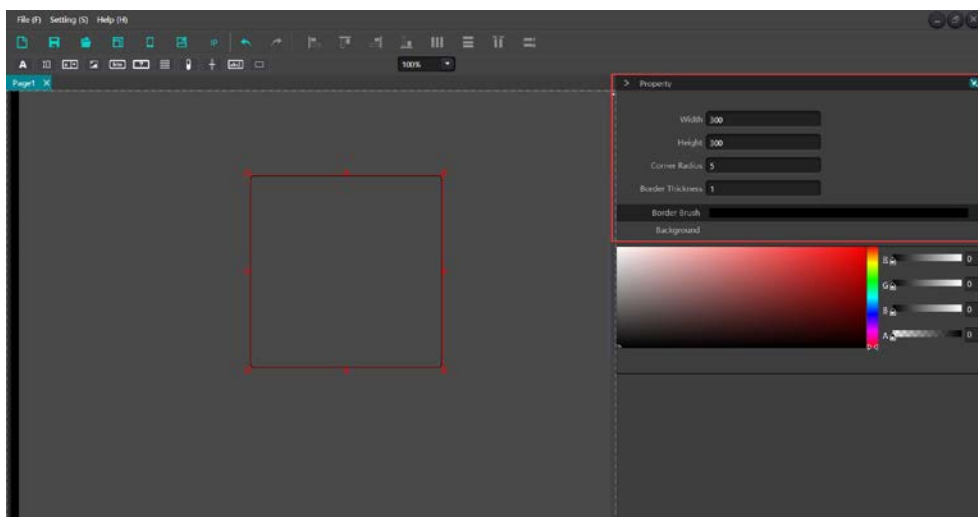 File (F) Setting (S) Help (H)
IP
A
100%
Page1 X
> Property
Width 300
Height 300
Corner Radius 5
Border Thickness 1
Border Brush
Background
0
G 0
B 0
A 0